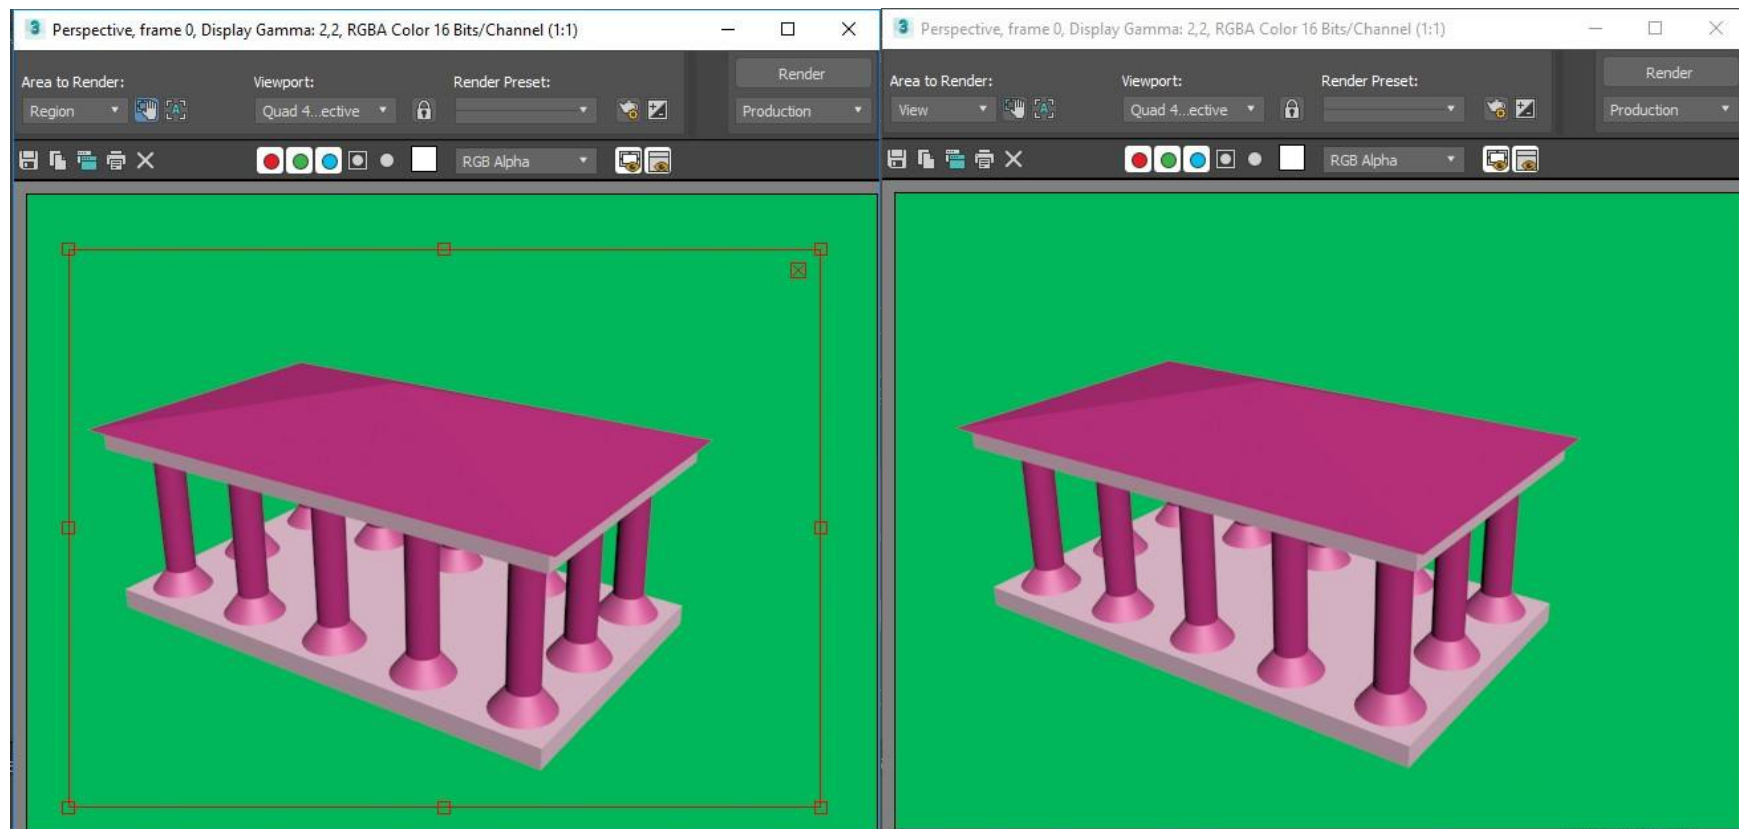 3 Perspective, frame 0, Display Gamma: 2,2, RGBA Color 16 Bits/Channel (1:1)
Area to Render:
Viewport:
Render Preset:
Render
Region
Quad 4...ective
Production
RGB Alpha
3 Perspective, frame 0, Display Gamma: 2,2, RGBA Color 16 Bits/Channel (1:1)
Area to Render:
Viewport:
Render Preset:
Render
View
Quad 4...ective
Production
RGB Alpha